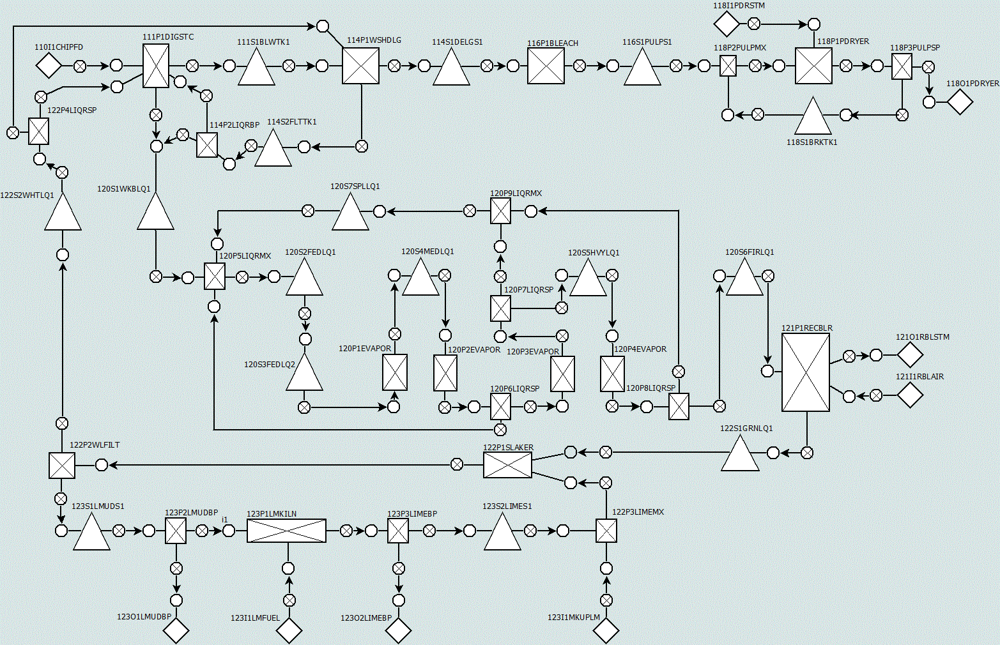 118I1PDRSTM
111P1DIGSTC
110I1CHIPFD
111S1BLWTK1
114P1WSHDLG
114S1DELGS1
116P1BLEACH
116S1PULPS1
118P2PULPMX
118P1PDRYER
118P3PULPSP
118O1PDRYER
122P4LIQRSP
114P2LIQRBP
114S2FLTTK1
118S1BRKTK1
122S2WHTLQ1
120S1WKBLQ1
120S7SPLLQ1
120P9LIQRMX
120P5LIQRMX
120S2FEDLQ1
120S4MEDLQ1
120S5HVYLQ1
120S6FIRLQ1
120P7LIQRSP
121P1RECBLR
121O1RBLSTM
120P1EVAPOR
120P2EVAPOR
120P3EVAPOR
120P4EVAPOR
120S3FEDLQ2
121I1RBLAIR
120P6LIQRSP
120P8LIQRSP
122S1GRNLQ1
122P2WLFILT
122P1SLAKER
123S1LMUDS1
123P2LMUDBP
i1
123P1LMKILN
123P3LIMEBP
123S2LIMES1
122P3LIMEMX
123O1LMUDBP
123I1LMFUEL
123O2LIMEBP
123I1MKUPLM